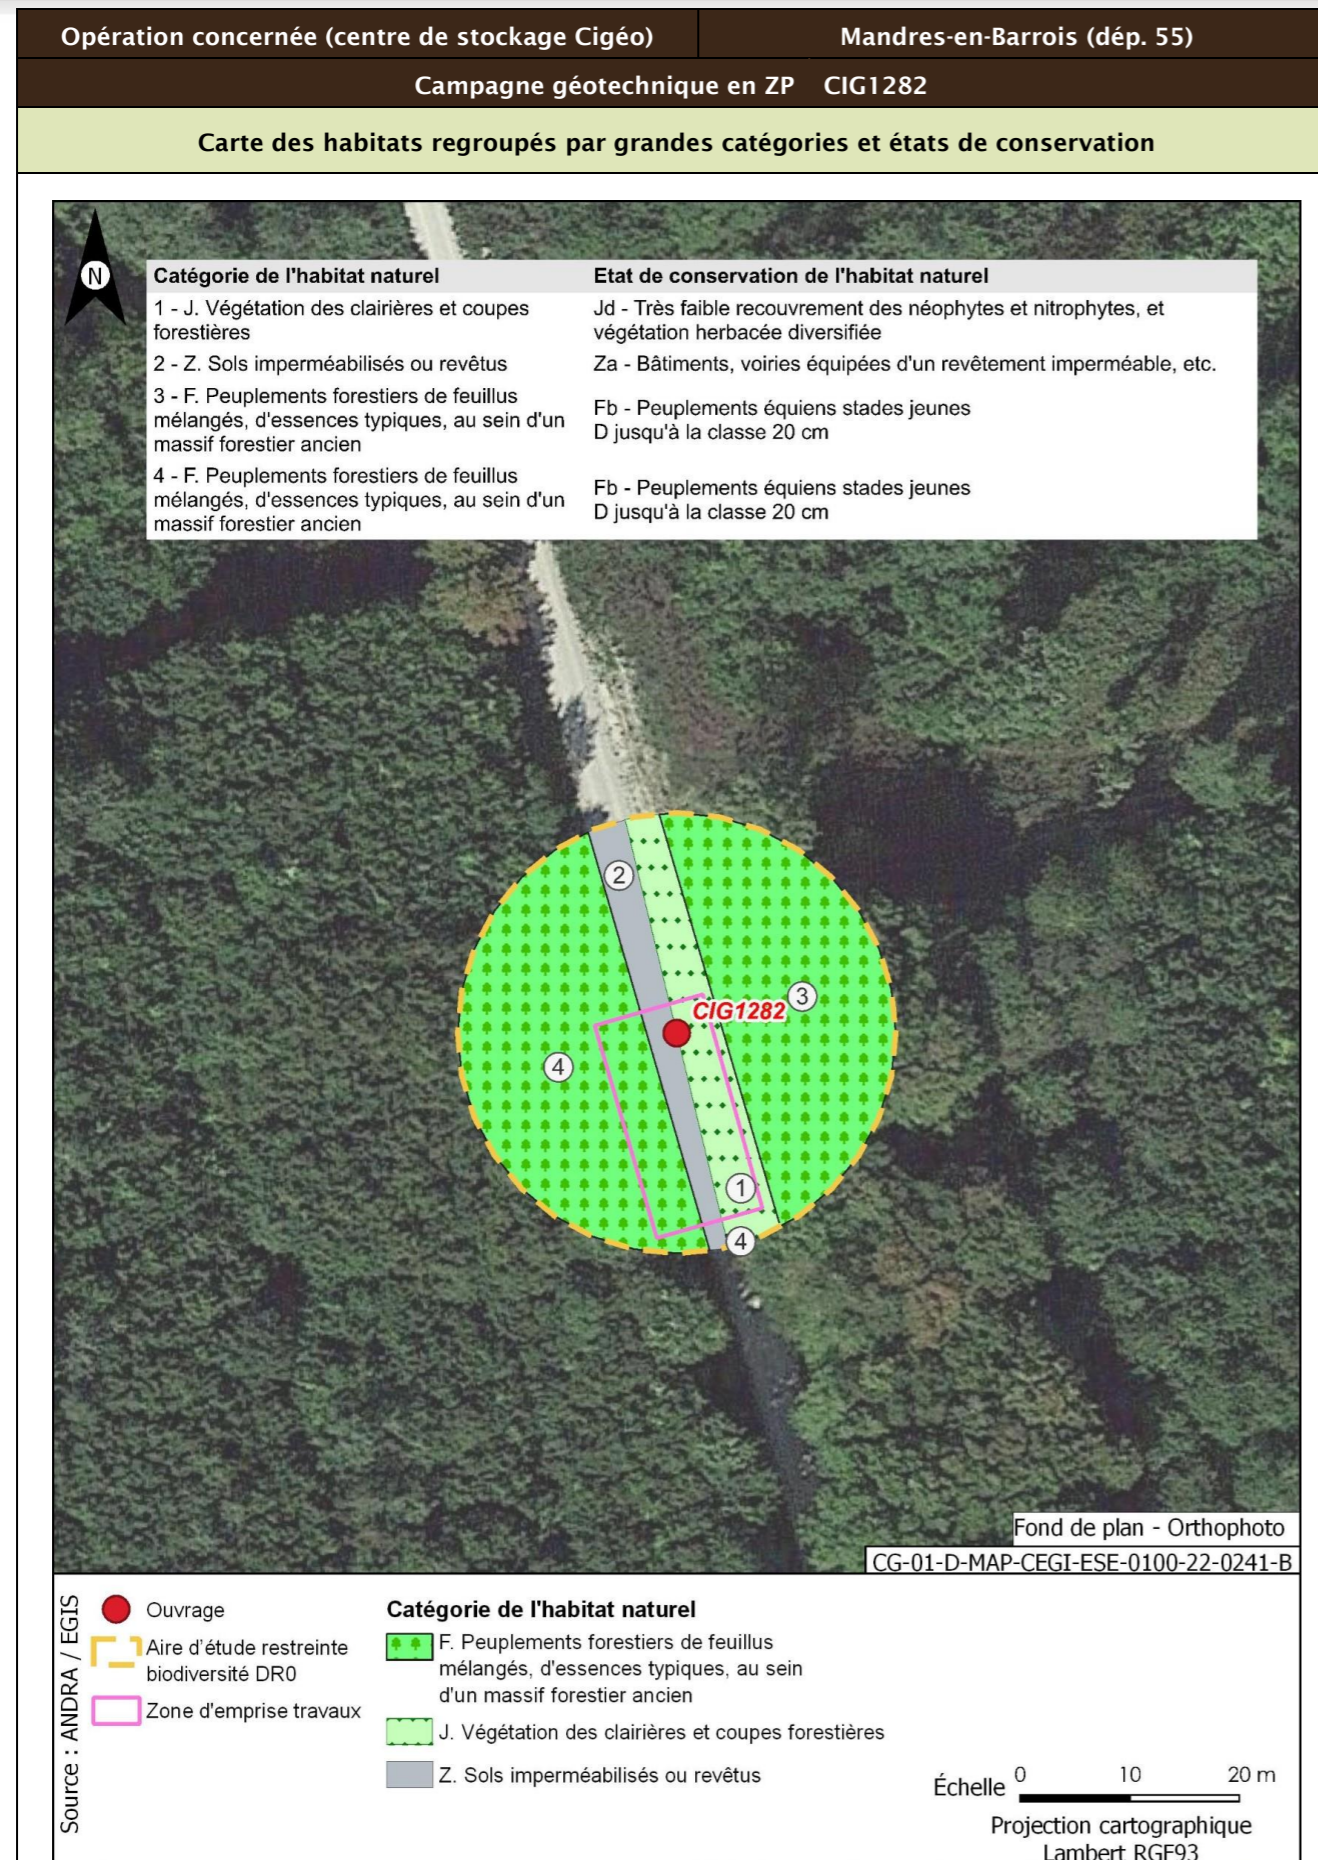 Opération concernée (centre de stockage Cigéo)
Mandres-en-Barrois (dép. 55)
Campagne géotechnique en ZP CIG1282
Carte des habitats regroupés par grandes catégories et états de conservation
N
Catégorie de l'habitat naturel
Etat de conservation de l'habitat naturel
1 - J. Végétation des clairières et coupes
forestières
Jd - Très faible recouvrement des néophytes et nitrophytes, et
végétation herbacée diversifiée
2 - Z. Sols imperméabilisés ou revêtus
Za - Bâtiments, voiries équipées d'un revêtement imperméable, etc.
3 - F. Peuplements forestiers de feuillus
mélangés, d'essences typiques, au sein d'un
massif forestier ancien
Fb - Peuplements équiens stades jeunes
D jusqu'à la classe 20 cm
4 - F. Peuplements forestiers de feuillus
mélangés, d'essences typiques, au sein d'un
massif forestier ancien
Fb - Peuplements équiens stades jeunes
D jusqu'à la classe 20 cm
2
3
CIG1282
4
1
4
Fond de plan - Orthophoto
CG-01-D-MAP-CEGI-ESE-0100-22-0241-B
Source : ANDRA / EGIS
Ouvrage
Aire d'étude restreinte
biodiversité DR0
Zone d'emprise travaux
Catégorie de l'habitat naturel
F. Peuplements forestiers de feuillus
mélangés, d'essences typiques, au sein
d'un massif forestier ancien
J. Végétation des clairières et coupes forestières
Z. Sols imperméabilisés ou revêtus
Échelle 0 10 20 m
Projection cartographique
Lambert RGF93